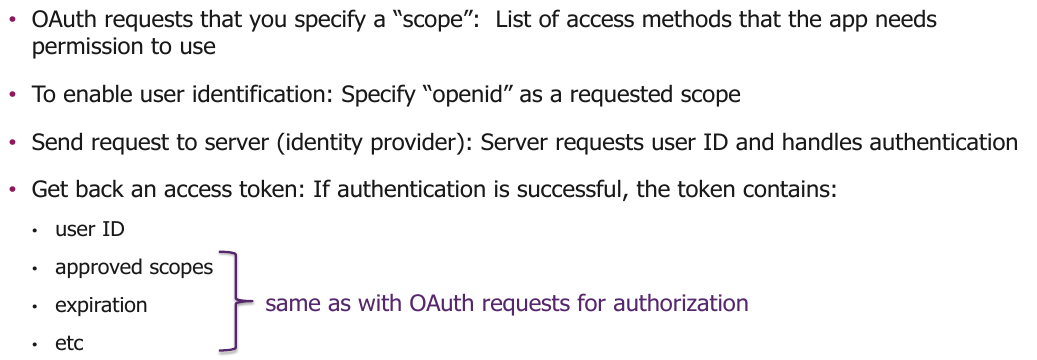 • OAuth requests that you specify a “scope”:  List of access methods that the app needs
permission to use
• To enable user identification: Specify “openid” as a requested scope
• Send request to server (identity provider): Server requests user ID and handles authentication
• Get back an access token: If authentication is successful, the token contains:
• user ID
• approved scopes
• expiration
• etc
same as with OAuth requests for authorization